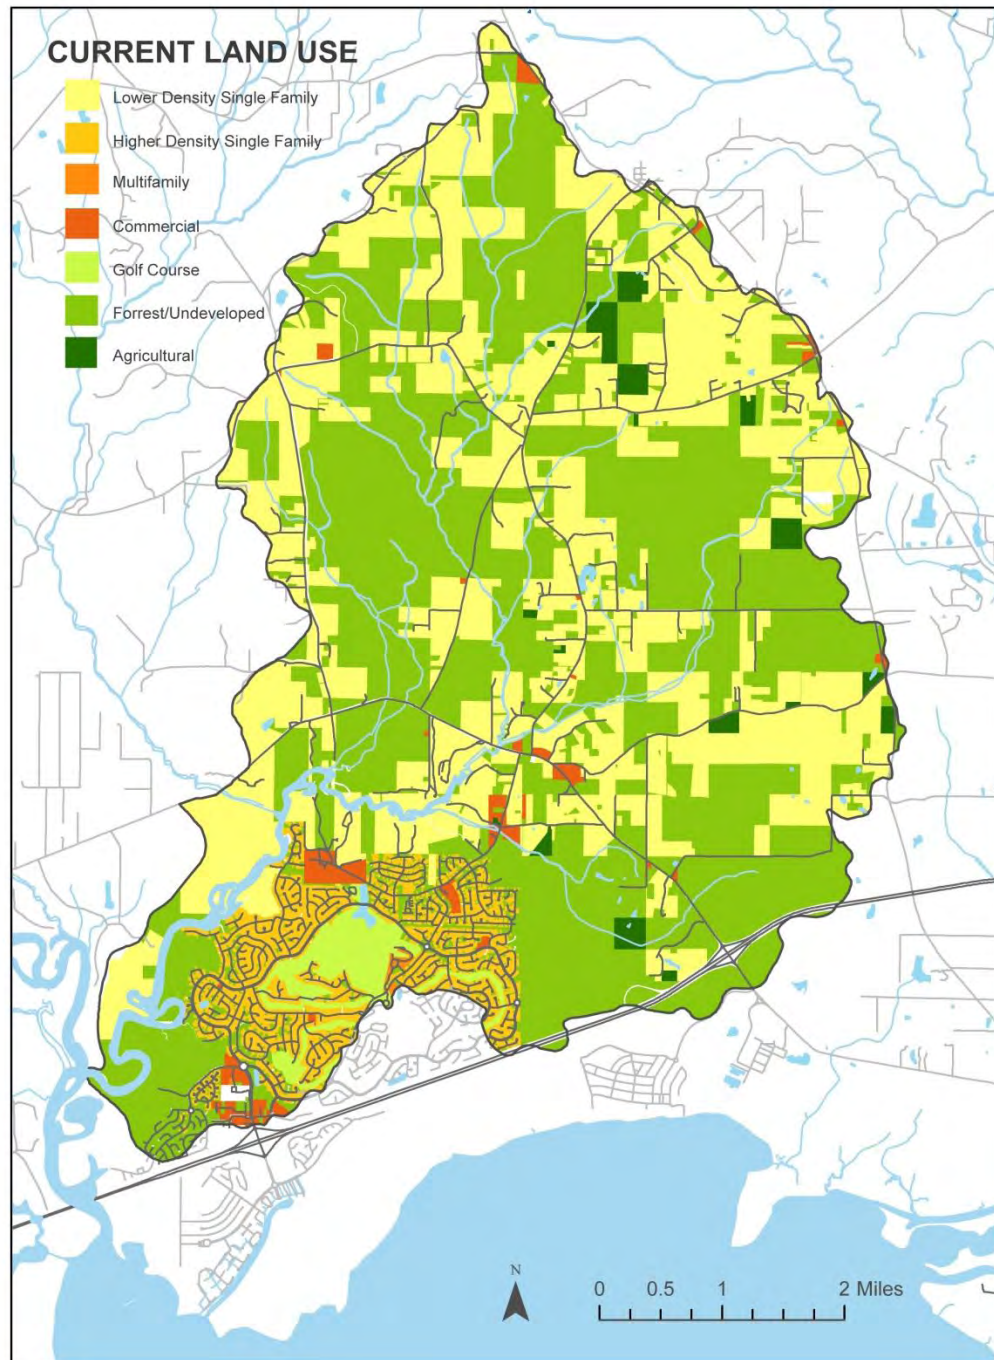 CURRENT LAND USE
Lower Density Single Family
Higher Density Single Family
Multifamily
Commercial
Golf Course
Forrest/Undeveloped
Agricultural
N
0 0.5 1 2 Miles